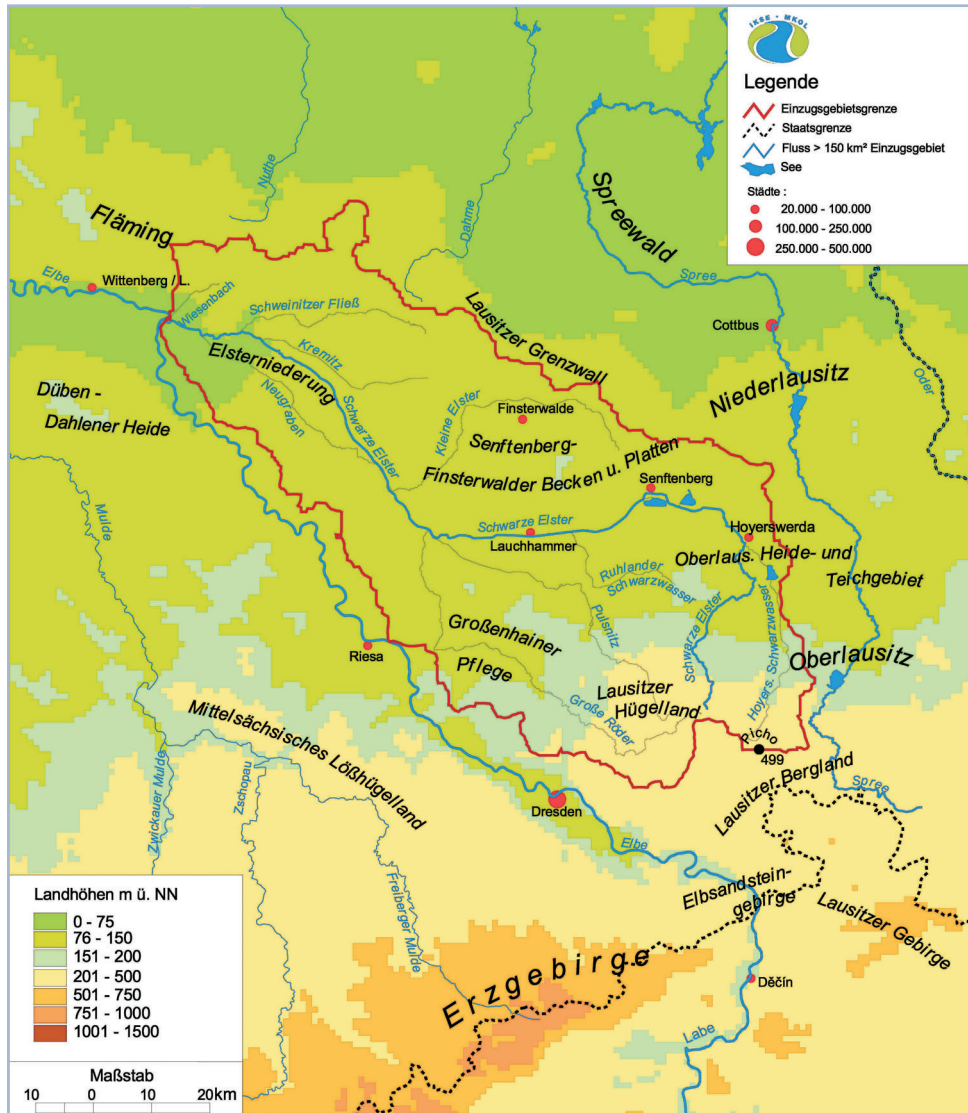 IKSE • MKOL
Legende
Einzugsgebietsgrenze
Staatsgrenze
Fluss > 150 km² Einzugsgebiet
See
Städte :
20.000 - 100.000
100.000 - 250.000
250.000 - 500.000
Nuthe
Dahme
Spreewald
Fläming
Elbe
Wittenberg / L.
Wiesenbach
Schweinitzer Fließ
Spree
Cottbus
Lausitzer Grenzwall
Kremitz
Elsterniederung
Neugraben
Schwarze Elster
Oder
Niederlausitz
Düben -
Dahlener Heide
Kleine Elster
Finsterwalde
Senftenberg-
Finsterwalder Becken u. Platten
Senftenberg
Mulde
Schwarze Elster
Lauchhammer
Hoyerswerda
Oberlaus. Heide- und
Teichgebiet
Ruhlander
Schwarzwasser
Pulsnitz
Schwarze Elster
Hoyers. Schwarzwasser
Großenhainer
Pflege
Riesa
Oberlausitz
Lausitzer
Hügelland
Große Röder
Picho
499
Mittelsächsisches Lößhügelland
Zwickauer Mulde
Zschopau
Freiberger Mulde
Dresden
Elbe
Lausitzer Bergland
Spree
Elbsandstein-
gebirge
Lausitzer Gebirge
Erzgebirge
Děčín
Labe
Landhöhen m ü. NN
0 - 75
76 - 150
151 - 200
201 - 500
501 - 750
751 - 1000
1001 - 1500
Maßstab
10 0 10 20km